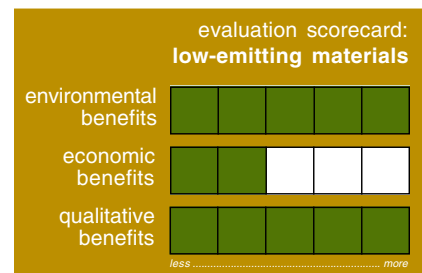 evaluation scorecard:
low-emitting materials
environmental
benefits
economic
benefits
qualitative
benefits
less ................................................................ more